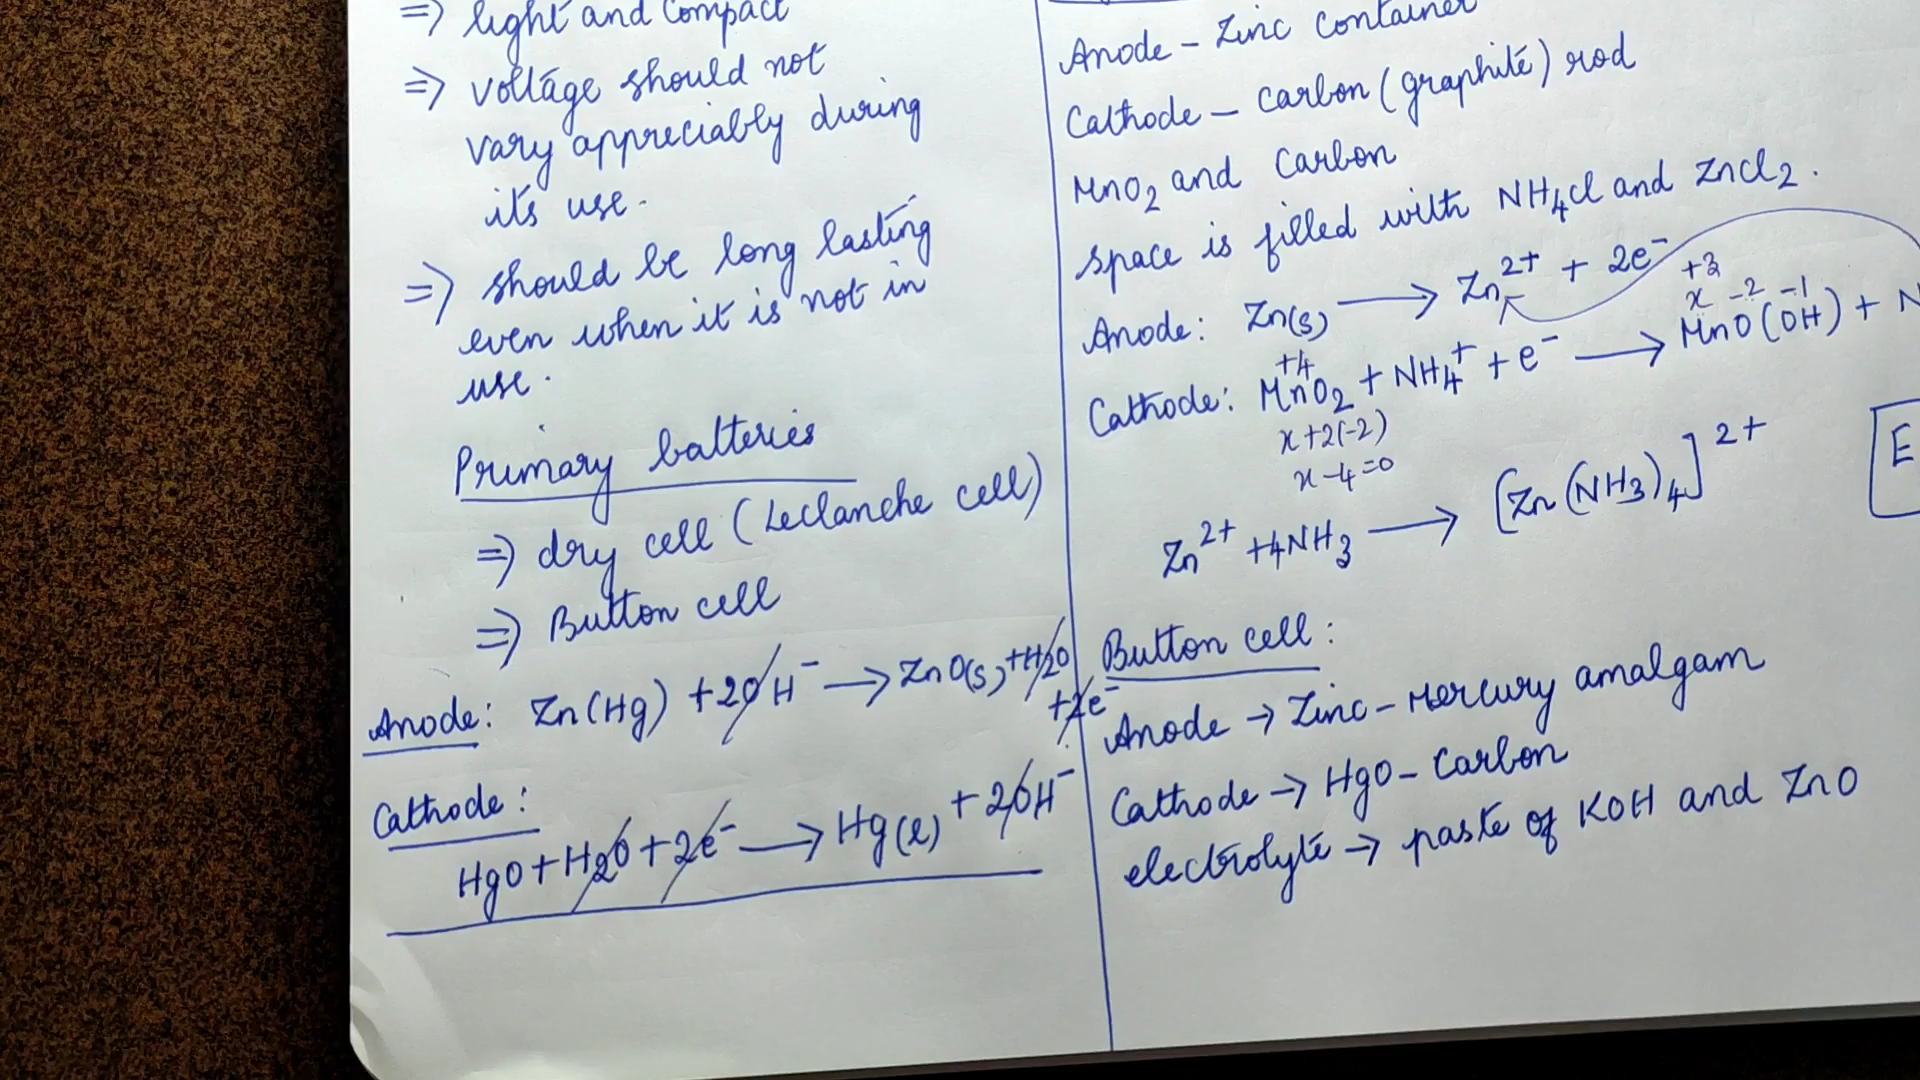 => light and compact
=> voltage should not
vary appreciably during
it's use.
=> should be long lasting
even when it is not in
use.
Primary batteries
=> dry cell (Leclanche cell)
=> Button cell
Anode: Zn(Hg) + 2OH⁻ → ZnO(s) + H2O
+2e⁻
Cathode:
HgO + H2O + 2e⁻ → Hg(l) + 2OH⁻
Anode - Zinc container
Cathode - Carbon (graphite) rod
MnO2 and Carbon
space is filled with NH4Cl and ZnCl2.
Anode: Zn(s) → Zn²⁺ + 2e⁻
+3
x -2 -1
+4
Cathode: MnO2 + NH4⁺ + e⁻ → MnO(OH) + N
x+2(-2)
x-4=0
Zn²⁺ + 4NH3 → [Zn(NH3)4]²⁺
E
Button cell:
Anode → Zinc-Mercury amalgam
Cathode → HgO-Carbon
electrolyte → paste of KOH and ZnO